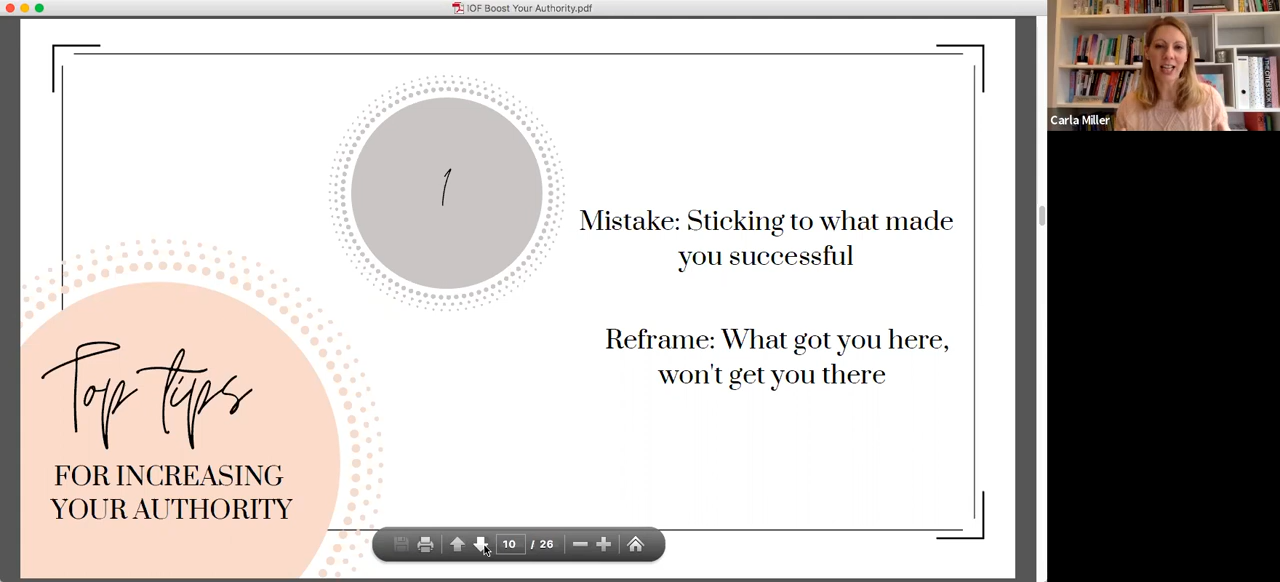 IOF Boost Your Authority.pdf
1
Mistake: Sticking to what made
you successful
Reframe: What got you here,
won't get you there
Top tips
FOR INCREASING
YOUR AUTHORITY
10 / 26
Carla Miller